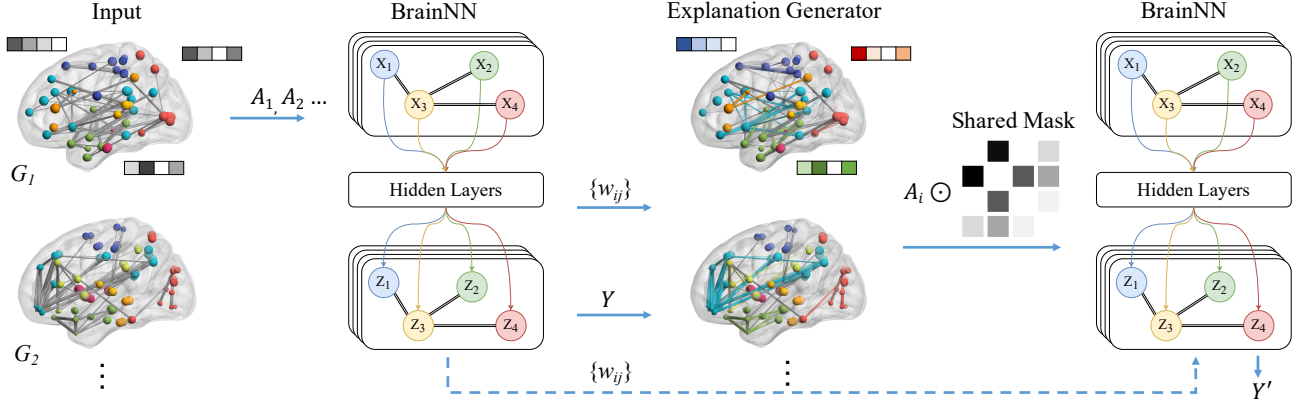 Input
BrainNN
Explanation Generator
BrainNN
G1
A1, A2 ...
X1
X2
X3
X4
Hidden Layers
Z1
Z2
Z3
Z4
{wij}
Y
{wij}
Shared Mask
Ai ⊙
X1
X2
X3
X4
Hidden Layers
Z1
Z2
Z3
Z4
Y′
G2
⋮
⋮